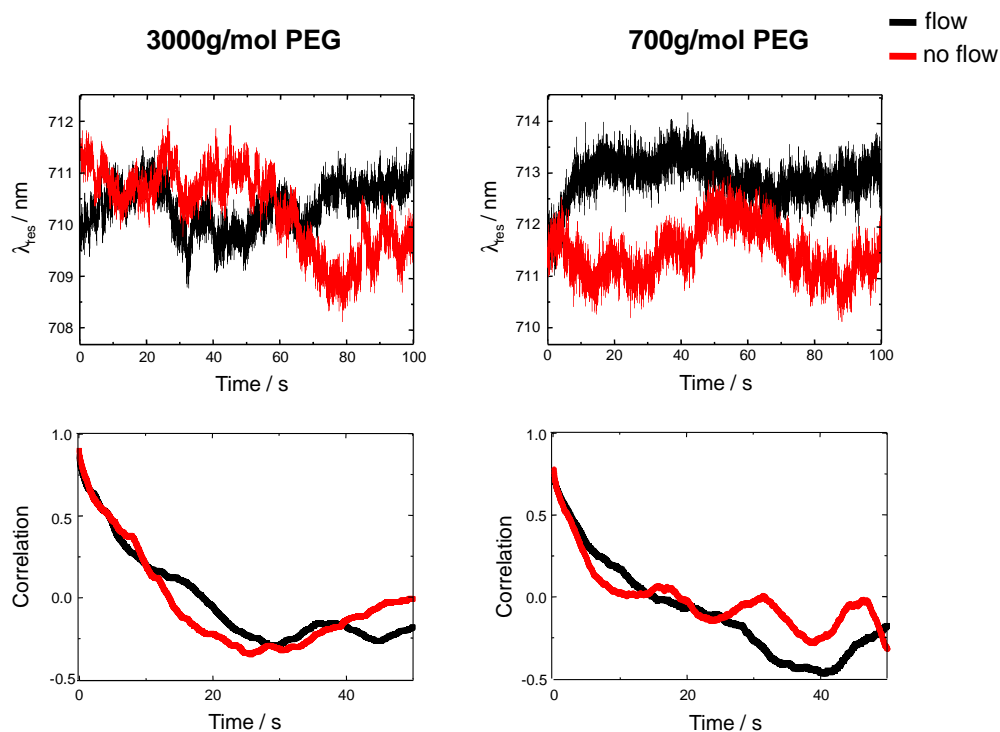 3000g/mol PEG
700g/mol PEG
flow
no flow
712
711
710
709
708
λres / nm
0 20 40 60 80 100
Time / s
714
713
712
711
710
λres / nm
0 20 40 60 80 100
Time / s
1.0
0.5
0.0
-0.5
Correlation
0 20 40
Time / s
1.0
0.5
0.0
-0.5
Correlation
0 20 40
Time / s